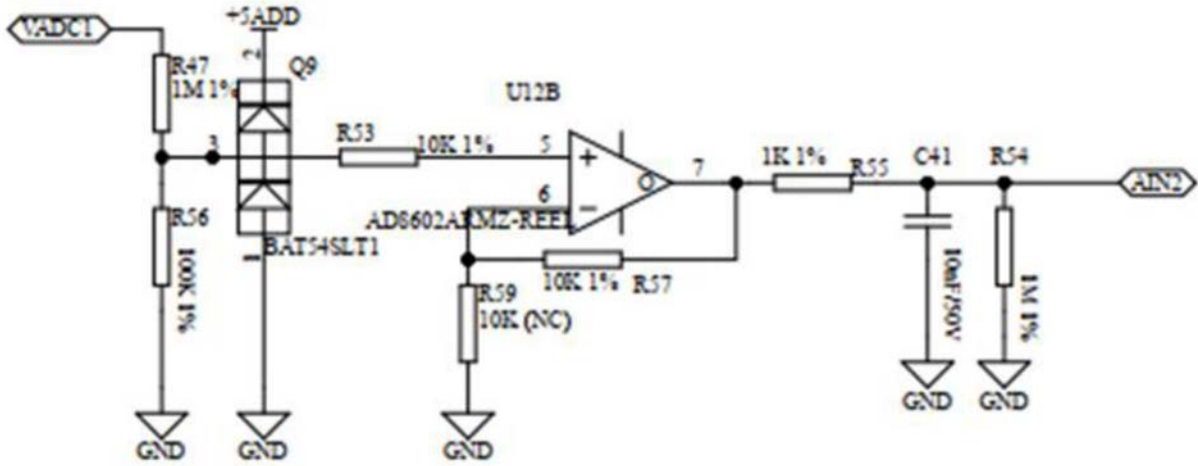 VADC1
+5ADD
R47
1M 1%
2
Q9
U12B
3
R53
10K 1%
5
7
1K 1%
R55
C41
R54
AIN2
6
R56
100K 1%
AD8602ARMZ-REEL
BAT54SLT1
1
10K 1%
R57
R59
10K (NC)
10nF/50V
1M 1%
GND
GND
GND
GND
GND